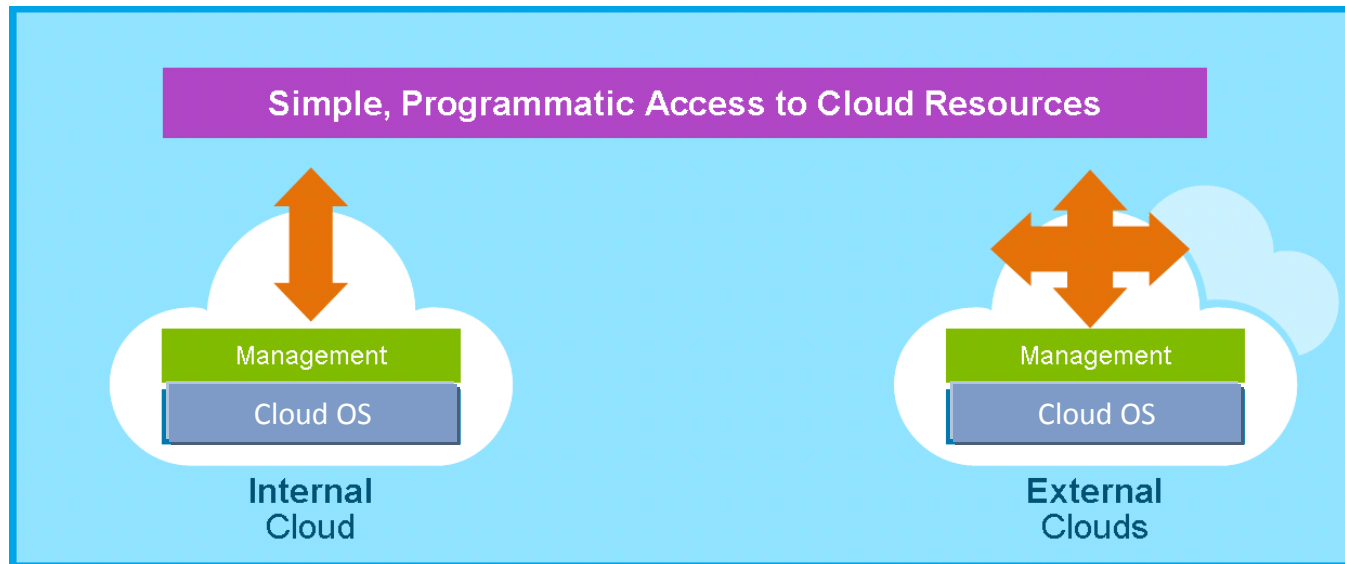 Simple, Programmatic Access to Cloud Resources
Management
Cloud OS
Internal
Cloud
Management
Cloud OS
External
Clouds